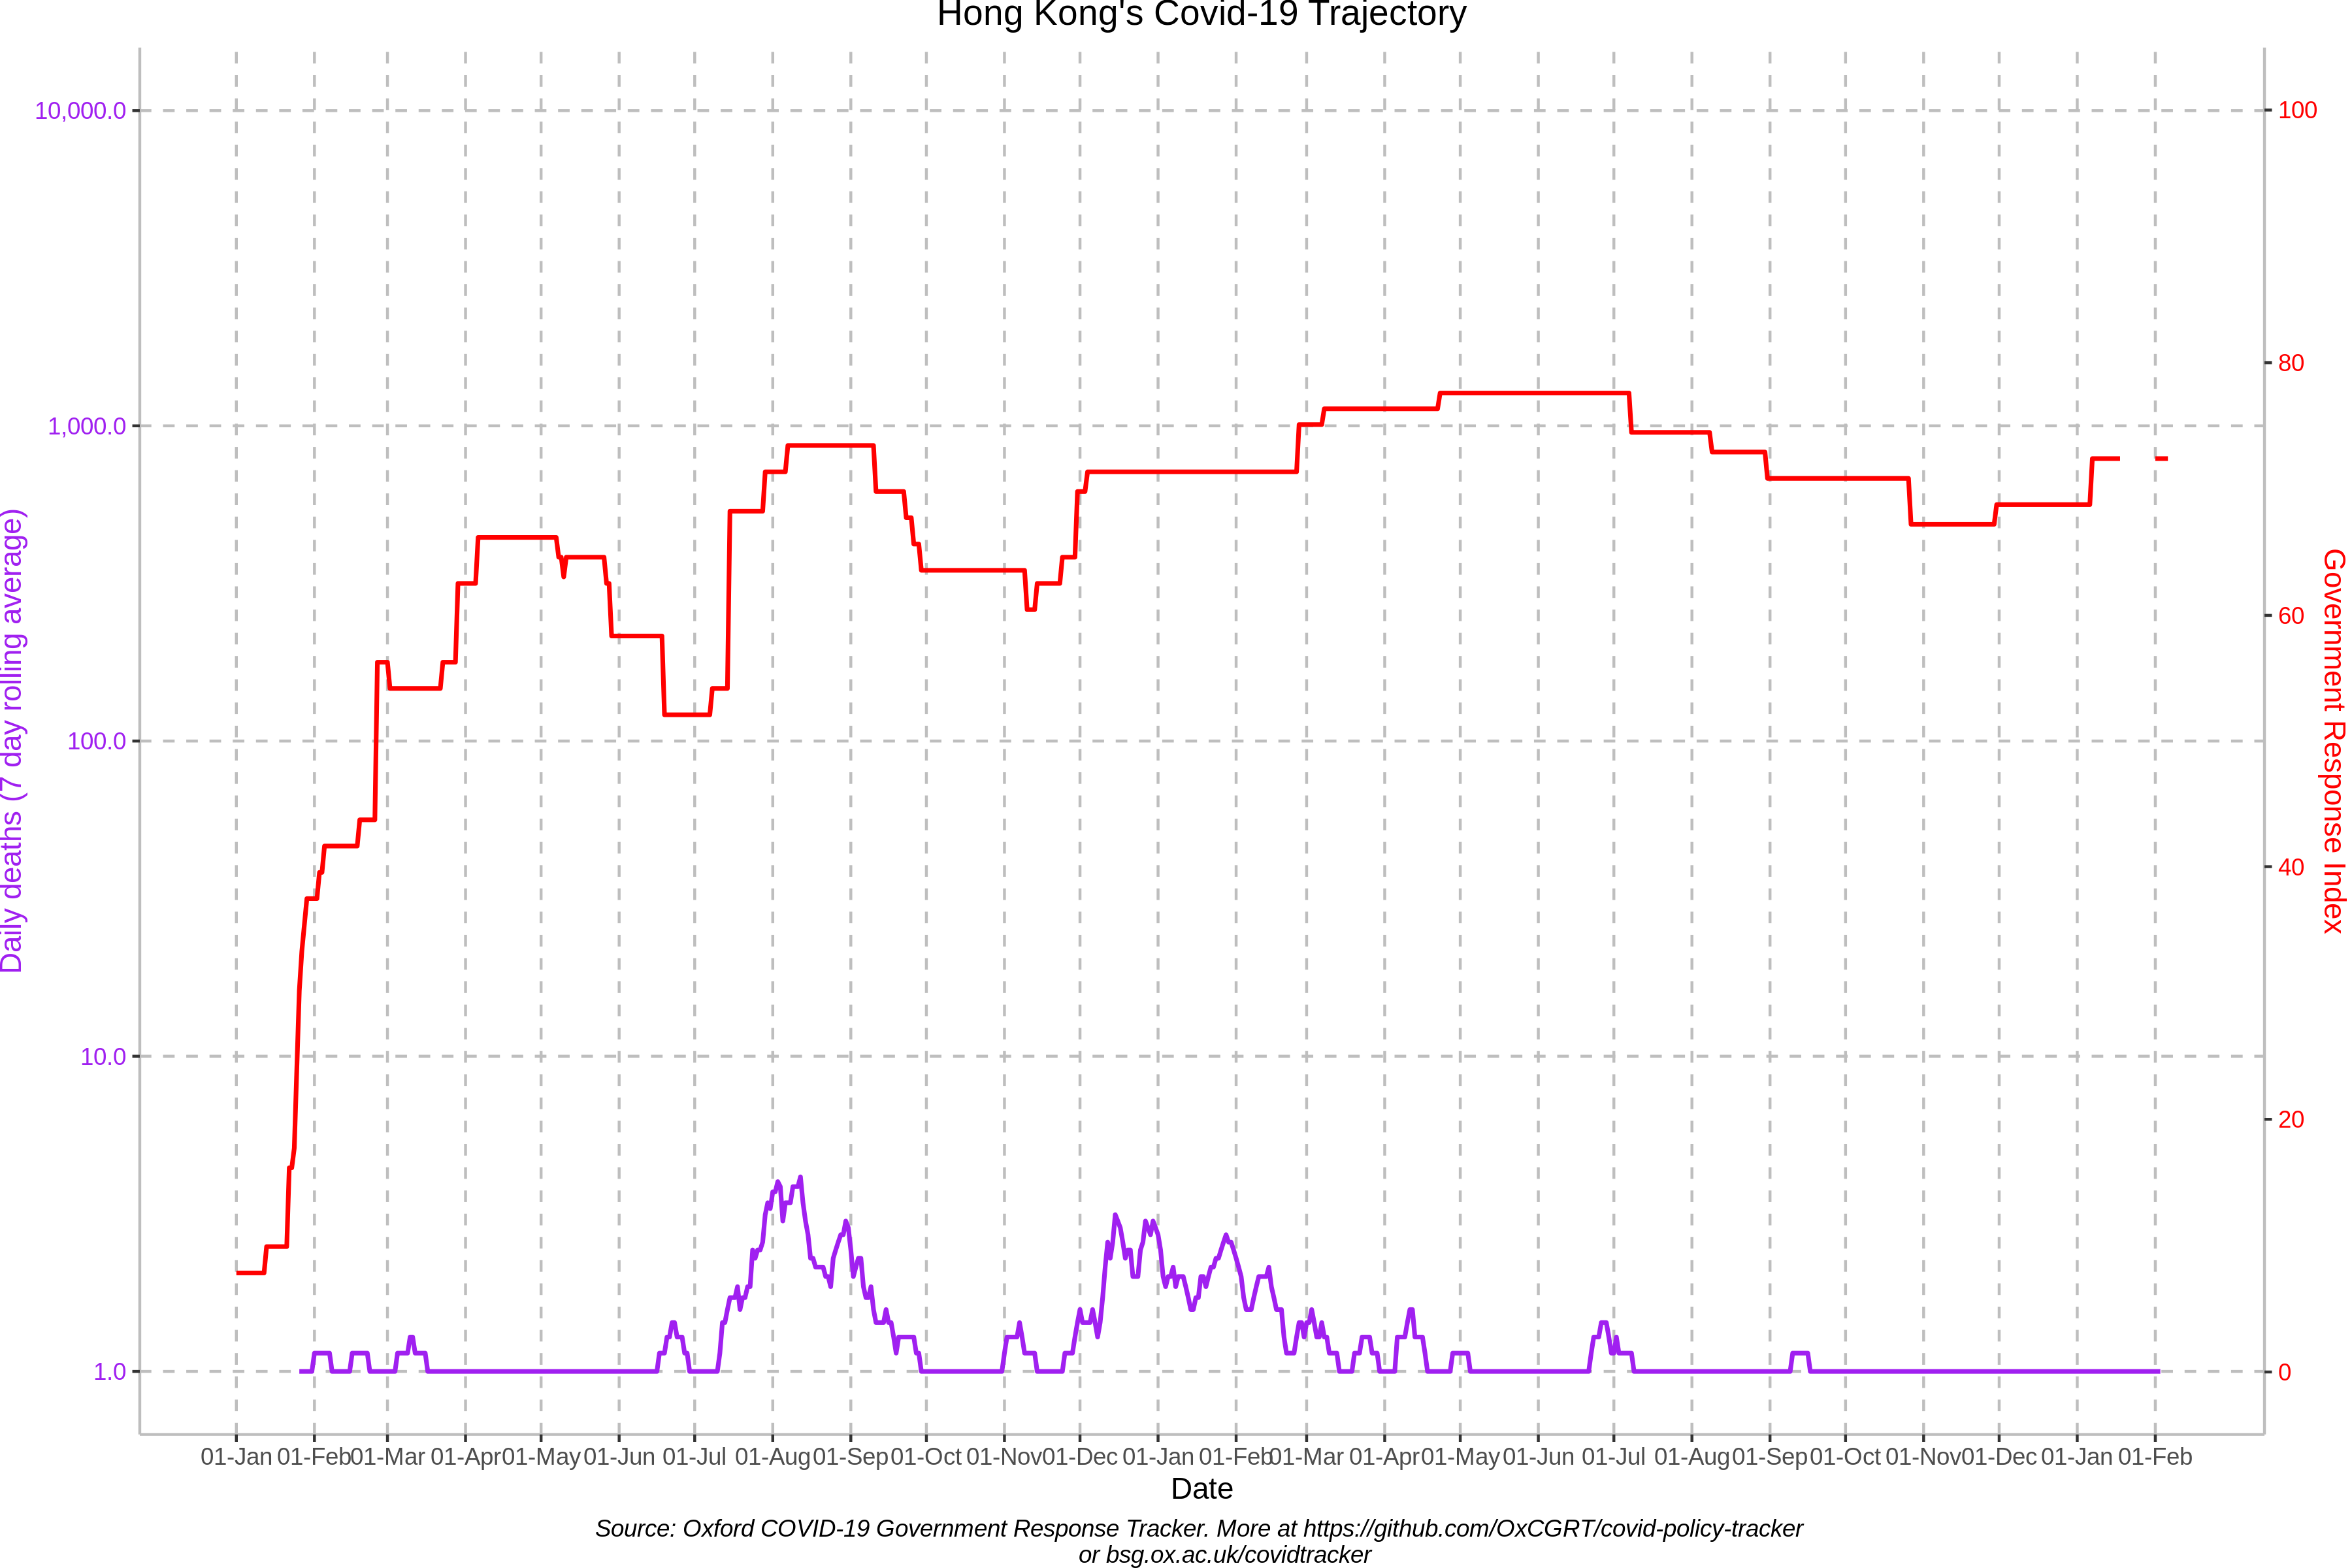 Hong Kong's Covid-19 Trajectory
10,000.0
1,000.0
100.0
10.0
1.0
Daily deaths (7 day rolling average)
100
80
60
40
20
0
Government Response Index
01-Jan 01-Feb 01-Mar 01-Apr 01-May 01-Jun 01-Jul 01-Aug 01-Sep 01-Oct 01-Nov 01-Dec 01-Jan 01-Feb 01-Mar 01-Apr 01-May 01-Jun 01-Jul 01-Aug 01-Sep 01-Oct 01-Nov 01-Dec 01-Jan 01-Feb
Date
Source: Oxford COVID-19 Government Response Tracker. More at https://github.com/OxCGRT/covid-policy-tracker
or bsg.ox.ac.uk/covidtracker